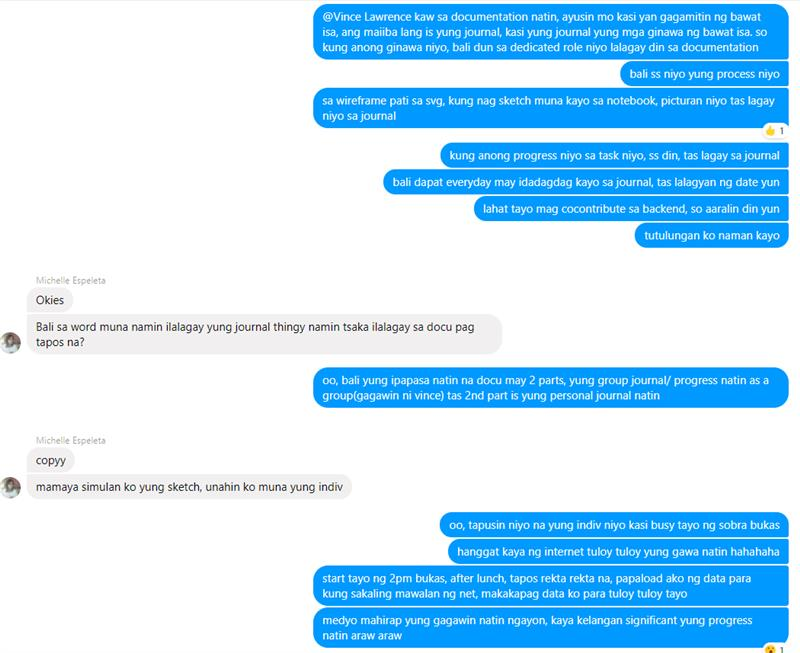 @Vince Lawrence kaw sa documentation natin, ayusin mo kasi yan gagamitin ng bawat
isa, ang maiiba lang is yung journal, kasi yung journal yung mga ginawa ng bawat isa. so
kung anong ginawa niyo, bali dun sa dedicated role niyo lalagay din sa documentation
bali ss niyo yung process niyo
sa wireframe pati sa svg, kung nag sketch muna kayo sa notebook, picturan niyo tas lagay
niyo sa journal
1
kung anong progress niyo sa task niyo, ss din, tas lagay sa journal
bali dapat everyday may idadagdag kayo sa journal, tas lalagyan ng date yun
lahat tayo mag cocontribute sa backend, so aaralin din yun
tutulungan ko naman kayo
Michelle Espeleta
Okies
Bali sa word muna namin ilalagay yung journal thingy namin tsaka ilalagay sa docu pag
tapos na?
oo, bali yung ipapasa natin na docu may 2 parts, yung group journal/ progress natin as a
group(gagawin ni vince) tas 2nd part is yung personal journal natin
Michelle Espeleta
copyy
mamaya simulan ko yung sketch, unahin ko muna yung indiv
oo, tapusin niyo na yung indiv niyo kasi busy tayo ng sobra bukas
hanggat kaya ng internet tuloy tuloy yung gawa natin hahahaha
start tayo ng 2pm bukas, after lunch, tapos rekta rekta na, papaload ako ng data para
kung sakaling mawalan ng net, makakapag data ko para tuloy tuloy tayo
medyo mahirap yung gagawin natin ngayon, kaya kelangan significant yung progress
natin araw araw
1